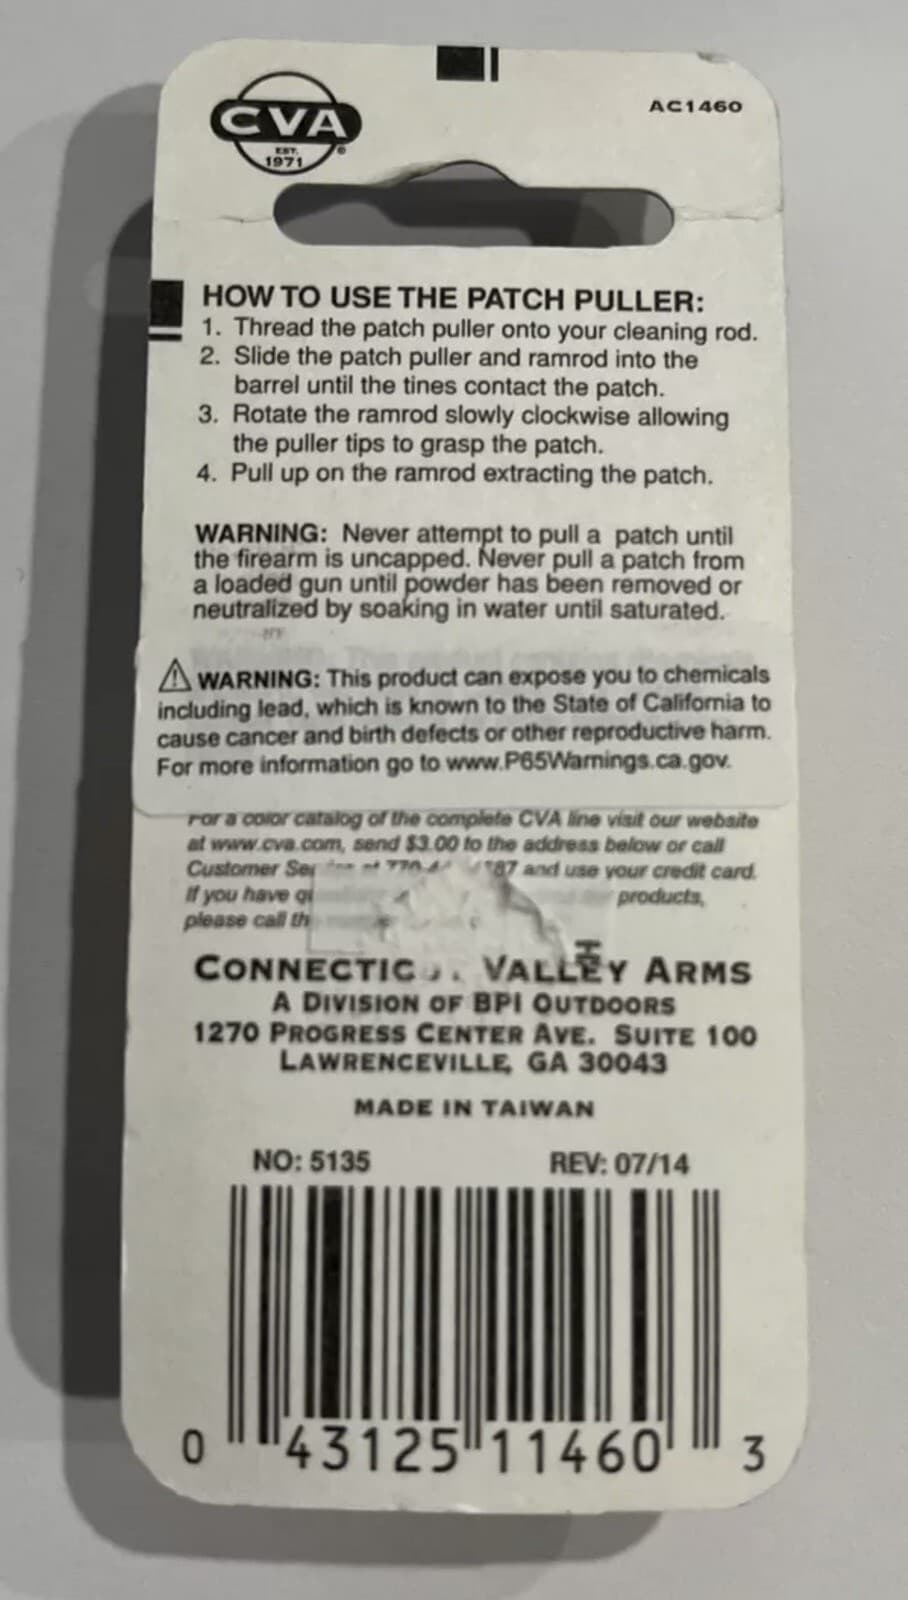 CVA
EST.
1971
AC1460
HOW TO USE THE PATCH PULLER:
1. Thread the patch puller onto your cleaning rod.
2. Slide the patch puller and ramrod into the
barrel until the tines contact the patch.
3. Rotate the ramrod slowly clockwise allowing
the puller tips to grasp the patch.
4. Pull up on the ramrod extracting the patch.
WARNING: Never attempt to pull a patch until
the firearm is uncapped. Never pull a patch from
a loaded gun until powder has been removed or
neutralized by soaking in water until saturated.
⚠ WARNING: This product can expose you to chemicals
including lead, which is known to the State of California to
cause cancer and birth defects or other reproductive harm.
For more information go to www.P65Warnings.ca.gov.
For a color catalog of the complete CVA line visit our website
at www.cva.com, send $3.00 to the address below or call
Customer and use your credit card.
If you have products,
please call
VALLEY ARMS
A DIVISION OF BPI OUTDOORS
1270 PROGRESS CENTER AVE. SUITE 100
LAWRENCEVILLE, GA 30043
MADE IN TAIWAN
NO: 5135 REV: 07/14
0 43125 11460 3